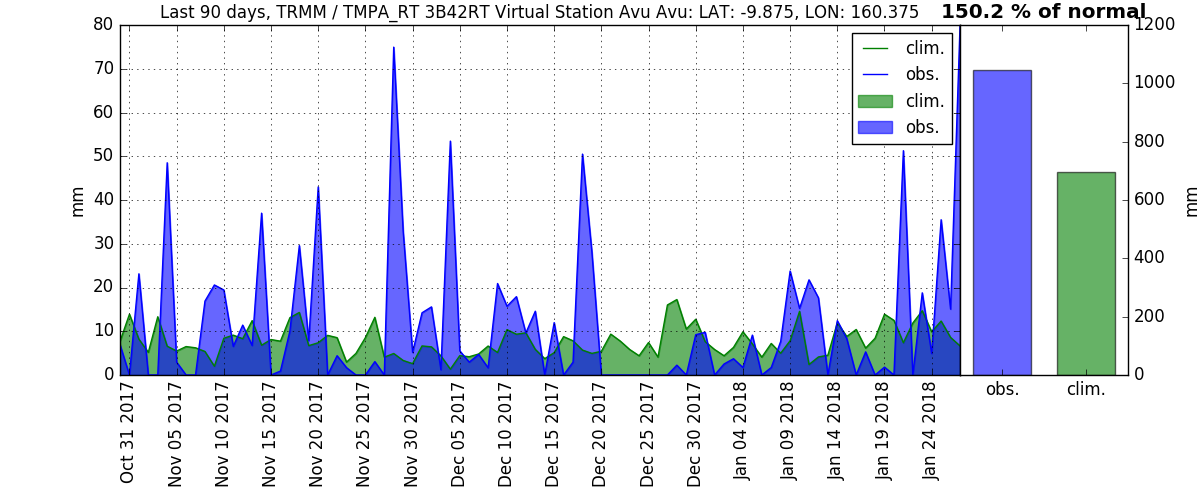 Last 90 days, TRMM / TMPA_RT 3B42RT Virtual Station Avu Avu: LAT: -9.875, LON: 160.375
150.2 % of normal
80
70
60
50
40
30
20
10
0
mm
clim.
obs.
clim.
obs.
1200
1000
800
600
400
200
0
mm
Oct 31 2017
Nov 05 2017
Nov 10 2017
Nov 15 2017
Nov 20 2017
Nov 25 2017
Nov 30 2017
Dec 05 2017
Dec 10 2017
Dec 15 2017
Dec 20 2017
Dec 25 2017
Dec 30 2017
Jan 04 2018
Jan 09 2018
Jan 14 2018
Jan 19 2018
Jan 24 2018
obs.
clim.